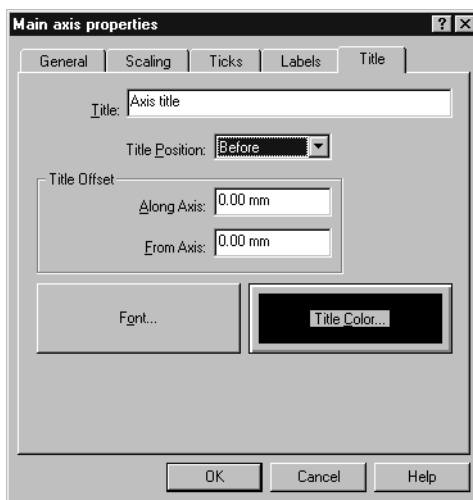 Main axis properties
General Scaling Ticks Labels Title
Title: Axis title
Title Position: Before
Title Offset
Along Axis: 0.00 mm
From Axis: 0.00 mm
Font... Title Color...
OK Cancel Help